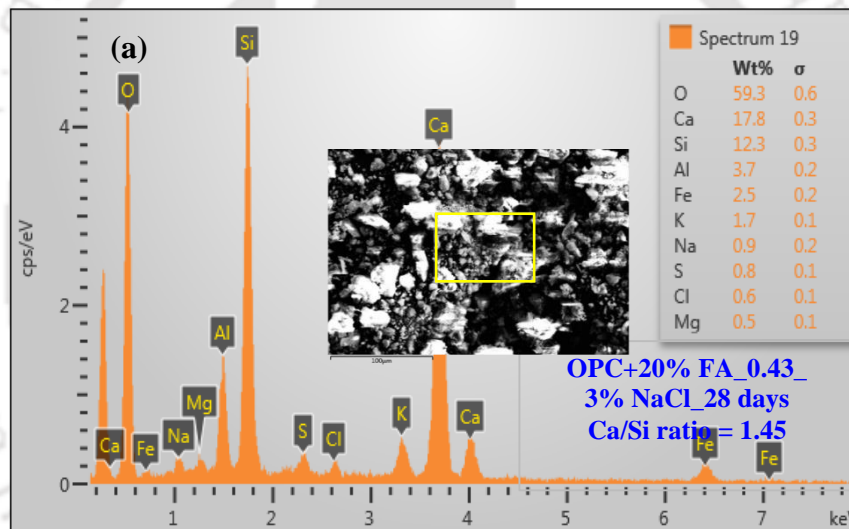 (a)
Si
O
Ca
Al
Mg
Na
Ca
Fe
S
Cl
K
Ca
Fe
Fe
Spectrum 19
Wt% σ
O 59.3 0.6
Ca 17.8 0.3
Si 12.3 0.3
Al 3.7 0.2
Fe 2.5 0.2
K 1.7 0.1
Na 0.9 0.2
S 0.8 0.1
Cl 0.6 0.1
Mg 0.5 0.1
100µm
OPC+20% FA_0.43_
3% NaCl_28 days
Ca/Si ratio = 1.45
cps/eV
4
2
0
1 2 3 4 5 6 7 keV